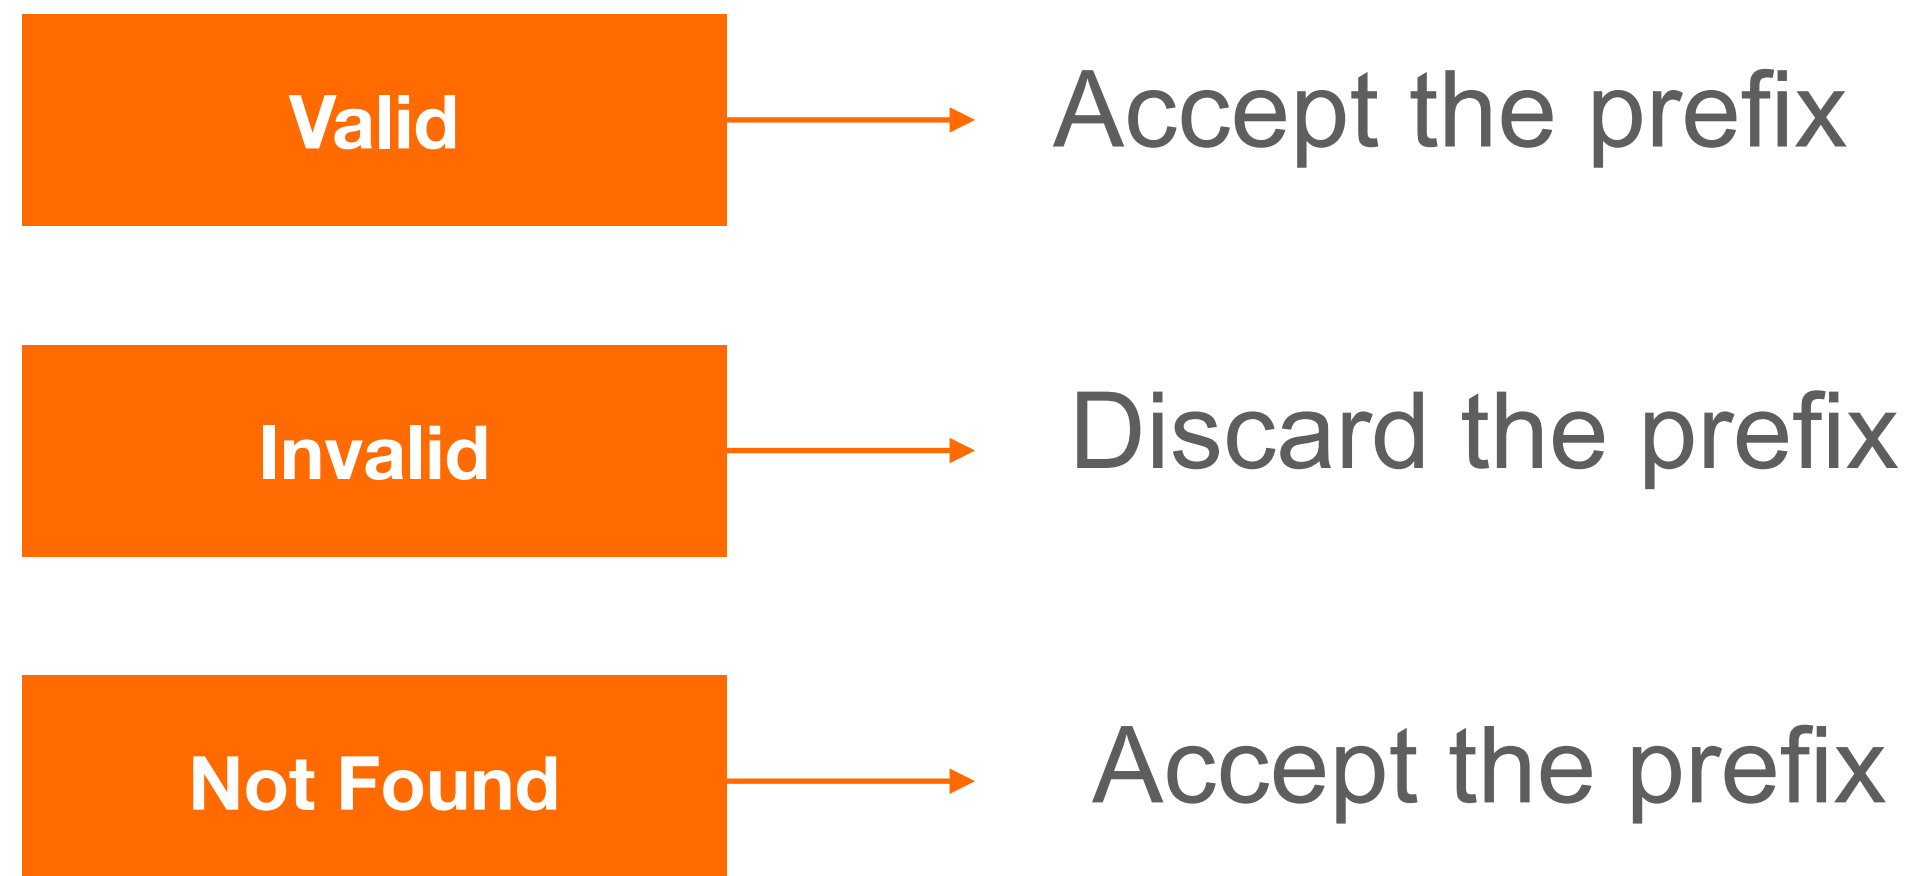 Valid
Accept the prefix
Invalid
Discard the prefix
Not Found
Accept the prefix